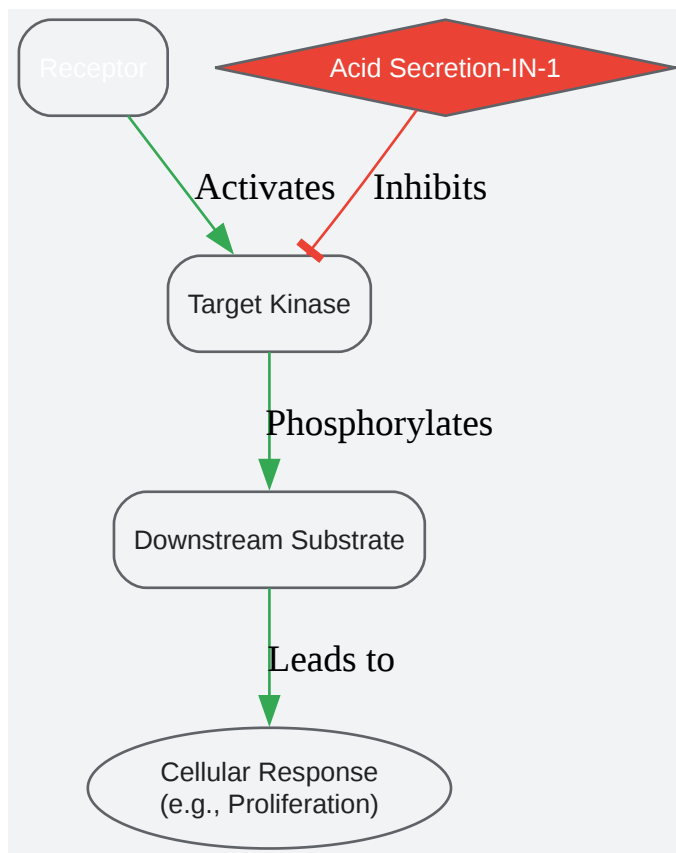 Receptor
Acid Secretion-IN-1
Activates
Inhibits
Target Kinase
Phosphorylates
Downstream Substrate
Leads to
Cellular Response
(e.g., Proliferation)